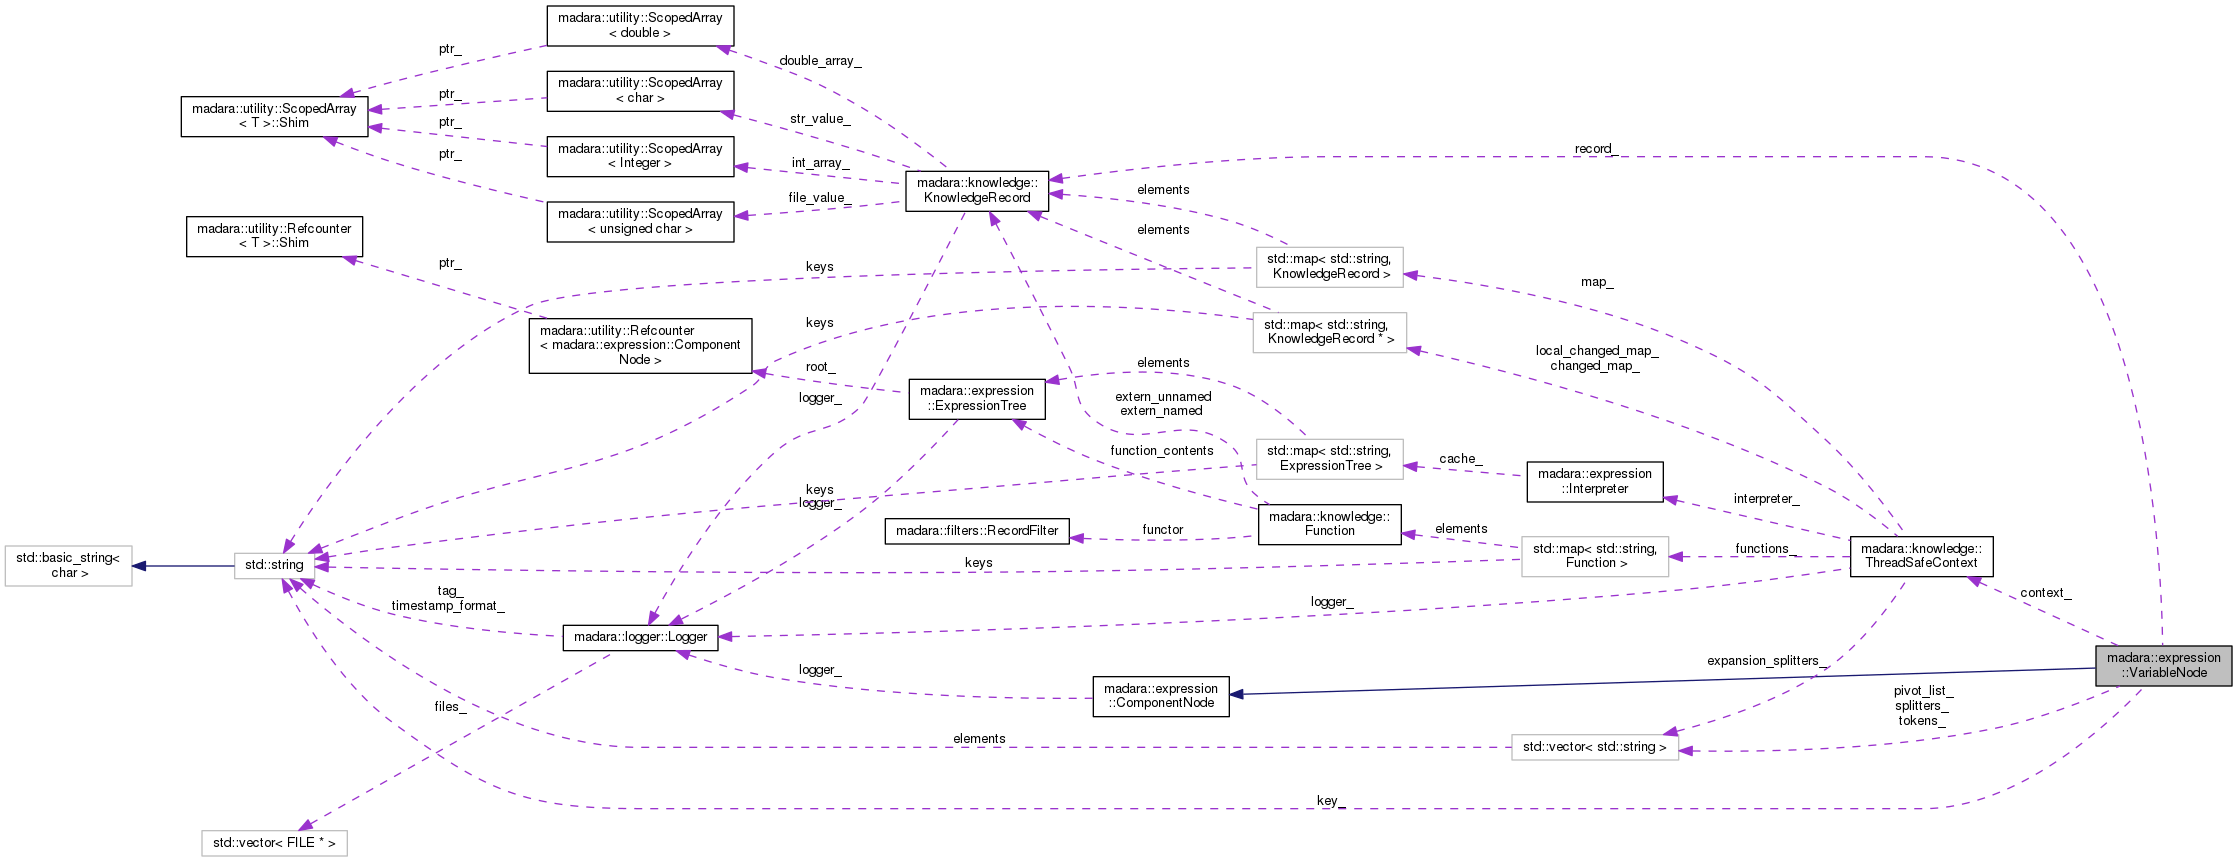 madara::utility::ScopedArray
< double >
ptr_
double_array_
madara::utility::ScopedArray
< char >
ptr_
madara::utility::ScopedArray
< T >::Shim
str_value_
ptr_
madara::utility::ScopedArray
< Integer >
int_array_
record_
ptr_
madara::knowledge::
KnowledgeRecord
elements
file_value_
madara::utility::ScopedArray
< unsigned char >
madara::utility::Refcounter
< T >::Shim
elements
ptr_
keys
std::map< std::string,
KnowledgeRecord >
map_
madara::utility::Refcounter
< madara::expression::Component
Node >
keys
std::map< std::string,
KnowledgeRecord * >
local_changed_map_
changed_map_
root_
elements
madara::expression
::ExpressionTree
logger_
extern_unnamed
extern_named
function_contents
std::map< std::string,
ExpressionTree >
cache_
madara::expression
::Interpreter
keys
logger_
interpreter_
madara::filters::RecordFilter
functor
madara::knowledge::
Function
elements
std::map< std::string,
Function >
functions_
madara::knowledge::
ThreadSafeContext
std::basic_string<
char >
std::string
keys
tag_
timestamp_format_
logger_
context_
madara::logger::Logger
logger_
expansion_splitters_
madara::expression
::VariableNode
madara::expression
::ComponentNode
pivot_list_
splitters_
tokens_
files_
elements
std::vector< std::string >
key_
std::vector< FILE * >